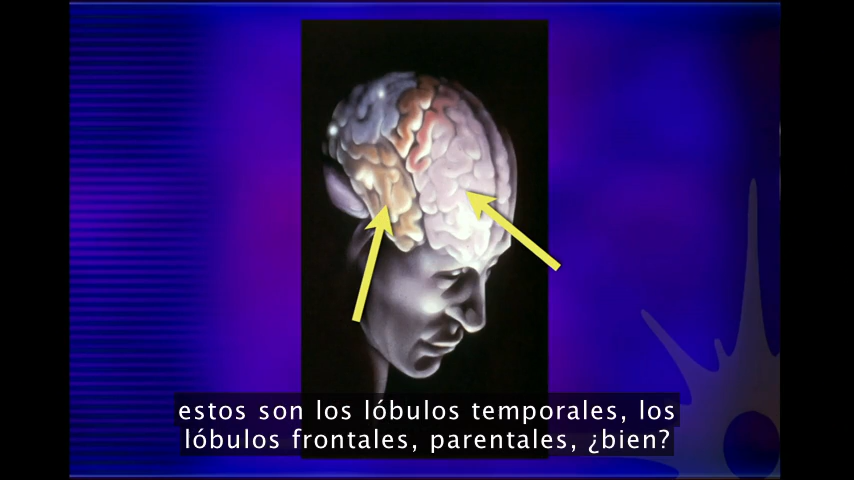 estos son los lóbulos temporales, los
lóbulos frontales, parentales, ¿bien?